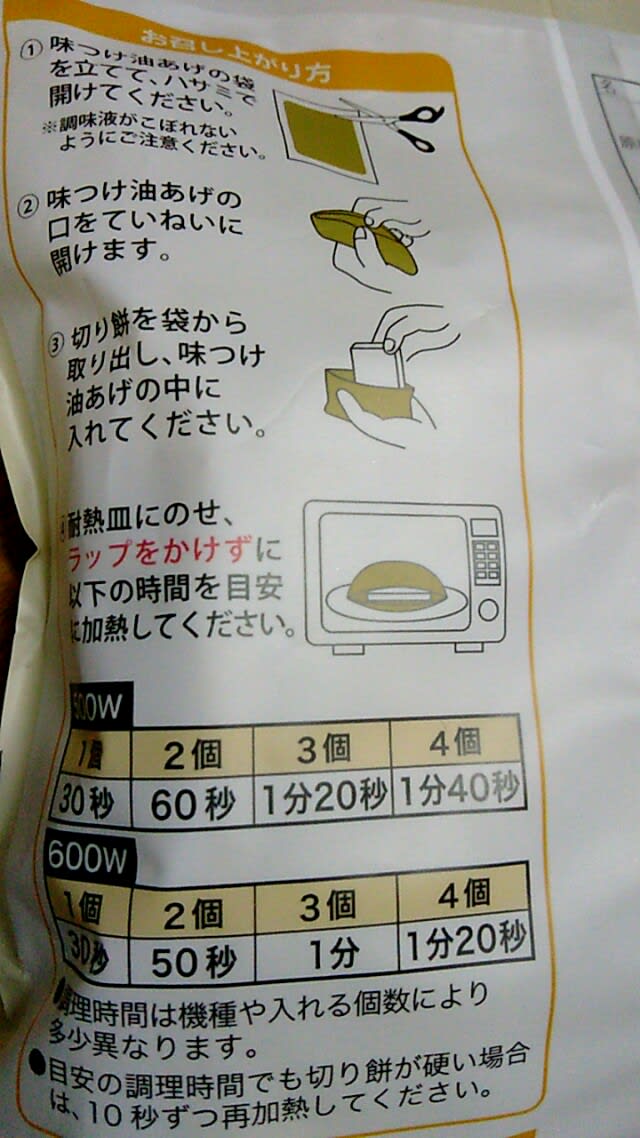 お召し上がり方
① 味つけ油あげの袋
を立てて、ハサミで
開けてください。
※調味液がこぼれない
ようにご注意ください。
② 味つけ油あげの
口をていねいに
開けます。
③ 切り餅を袋から
取り出し、味つけ
油あげの中に
入れてください。
耐熱皿にのせ、
ラップをかけずに
以下の時間を目安
に加熱してください。
500W
1個 2個 3個 4個
30秒 60秒 1分20秒 1分40秒
600W
1個 2個 3個 4個
30秒 50秒 1分 1分20秒
●調理時間は機種や入れる個数により
多少異なります。
●目安の調理時間でも切り餅が硬い場合
は、10秒ずつ再加熱してください。
名